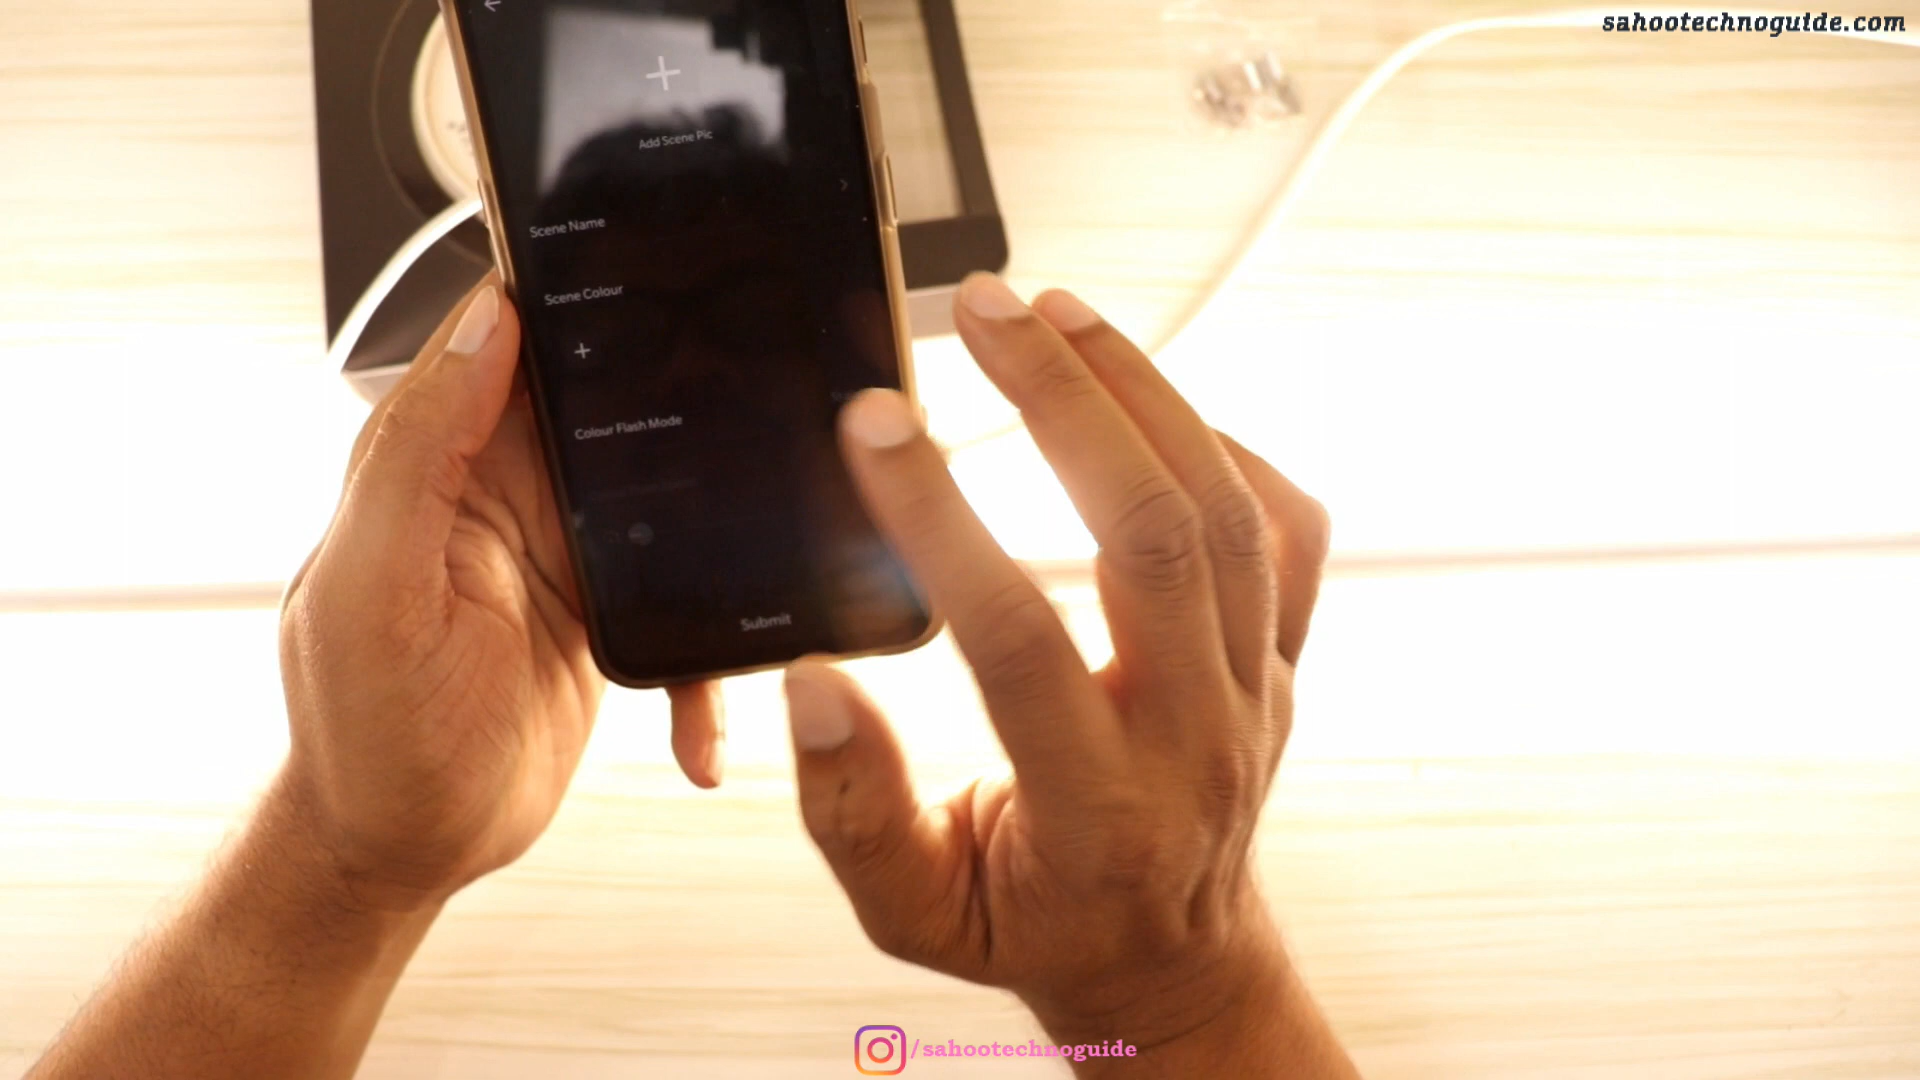 sahootechnoguide.com
Add Scene Pic
Scene Name
Scene Colour
Colour Flash Mode
Submit
/sahootechnoguide